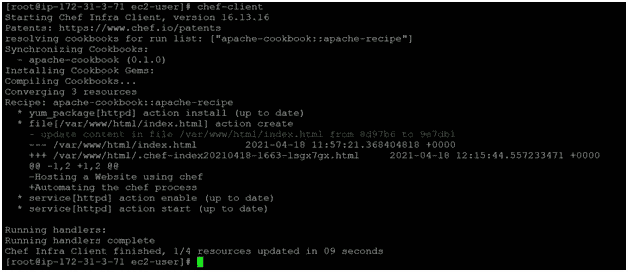 [root@ip-172-31-3-71 ec2-user]# chef-client
Starting Chef Infra Client, version 16.13.16
Patents: https://www.chef.io/patents
resolving cookbooks for run list: ["apache-cookbook::apache-recipe"]
Synchronizing Cookbooks:
  - apache-cookbook (0.1.0)
Installing Cookbook Gems:
Compiling Cookbooks...
Converging 3 resources
Recipe: apache-cookbook::apache-recipe
  * yum_package[httpd] action install (up to date)
  * file[/var/www/html/index.html] action create
    - update content in file /var/www/html/index.html from 8d97b6 to 9e7db1
    --- /var/www/html/index.html        2021-04-18 11:57:21.368404818 +0000
    +++ /var/www/html/.chef-index20210418-1663-1sgx7gx.html     2021-04-18 12:15:44.557233471 +0000
    @@ -1,2 +1,2 @@
    -Hosting a Website using chef
    +Automating the chef process
  * service[httpd] action enable (up to date)
  * service[httpd] action start (up to date)

Running handlers:
Running handlers complete
Chef Infra Client finished, 1/4 resources updated in 09 seconds
[root@ip-172-31-3-71 ec2-user]#